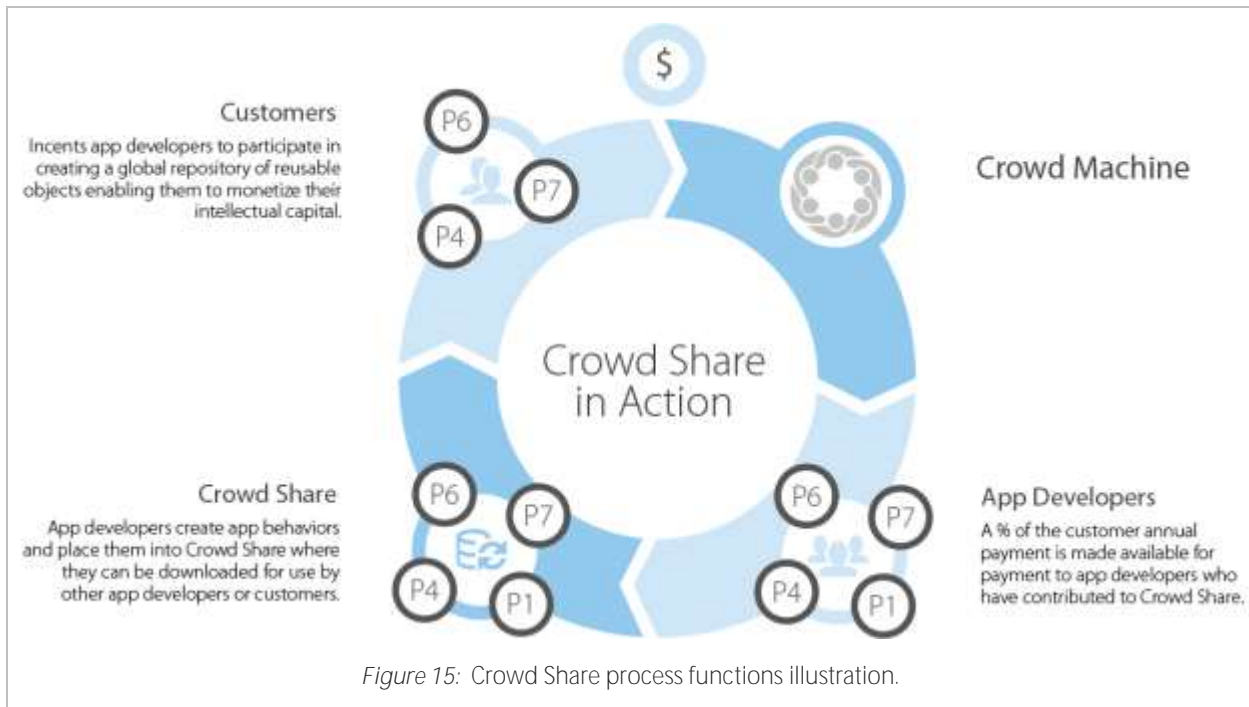 $
Customers
Incents app developers to participate in
creating a global repository of reusable
objects enabling them to monetize their
intellectual capital.
P6
P7
P4
Crowd Machine
Crowd Share
in Action
Crowd Share
App developers create app behaviors
and place them into Crowd Share where
they can be downloaded for use by
other app developers or customers.
P6
P7
P4
P1
P6
P7
P4
P1
App Developers
A % of the customer annual
payment is made available for
payment to app developers who
have contributed to Crowd Share.
Figure 15: Crowd Share process functions illustration.